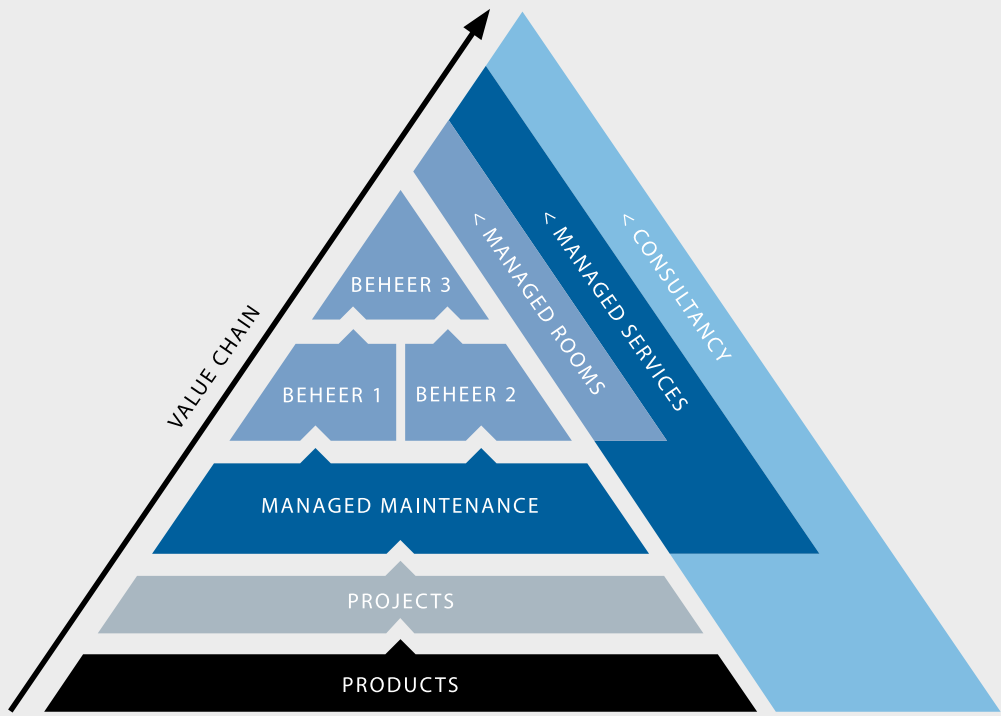 VALUE CHAIN
BEHEER 3
BEHEER 1
BEHEER 2
MANAGED MAINTENANCE
PROJECTS
PRODUCTS
< MANAGED ROOMS
< MANAGED SERVICES
< CONSULTANCY